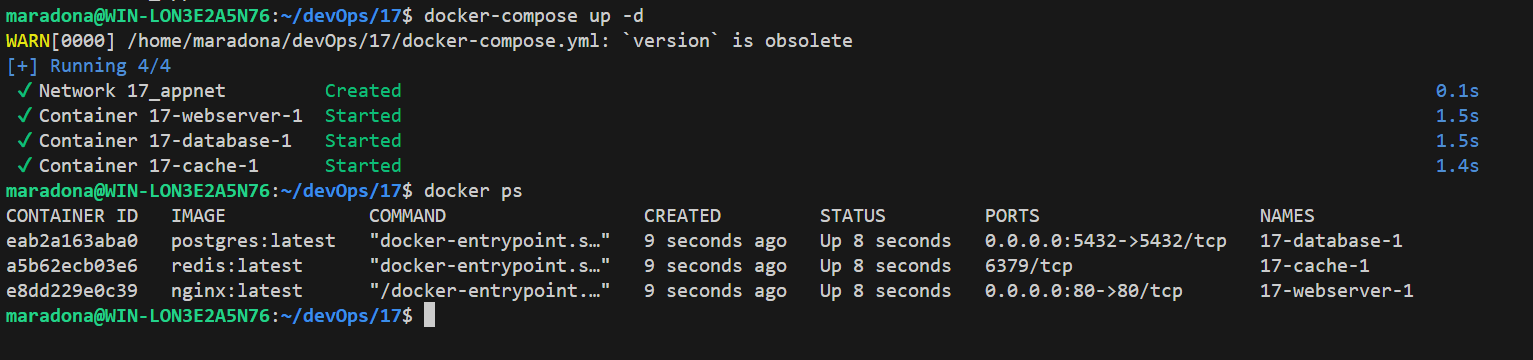 maradona@WIN-LON3E2A5N76:~/devOps/17$ docker-compose up -d
WARN[0000] /home/maradona/devOps/17/docker-compose.yml: `version` is obsolete
[+] Running 4/4
✓ Network 17_appnet Created 0.1s
✓ Container 17-webserver-1 Started 1.5s
✓ Container 17-database-1 Started 1.5s
✓ Container 17-cache-1 Started 1.4s
maradona@WIN-LON3E2A5N76:~/devOps/17$ docker ps
CONTAINER ID IMAGE COMMAND CREATED STATUS PORTS NAMES
eab2a163aba0 postgres:latest "docker-entrypoint.s…" 9 seconds ago Up 8 seconds 0.0.0.0:5432->5432/tcp 17-database-1
a5b62ecb03e6 redis:latest "docker-entrypoint.s…" 9 seconds ago Up 8 seconds 6379/tcp 17-cache-1
e8dd229e0c39 nginx:latest "/docker-entrypoint.…" 9 seconds ago Up 8 seconds 0.0.0.0:80->80/tcp 17-webserver-1
maradona@WIN-LON3E2A5N76:~/devOps/17$